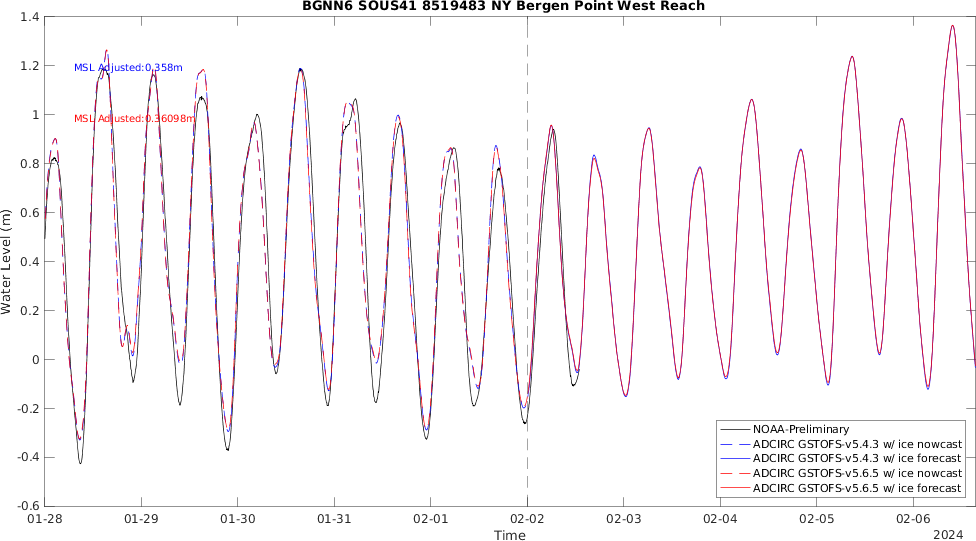 BGNN6 SOUS41 8519483 NY Bergen Point West Reach
1.4
1.2
1
0.8
0.6
0.4
0.2
0
-0.2
-0.4
-0.6
Water Level (m)
MSL Adjusted:0.358m
MSL Adjusted:0.36098m
NOAA-Preliminary
ADCIRC GSTOFS-v5.4.3 w/ ice nowcast
ADCIRC GSTOFS-v5.4.3 w/ ice forecast
ADCIRC GSTOFS-v5.6.5 w/ ice nowcast
ADCIRC GSTOFS-v5.6.5 w/ ice forecast
01-28 01-29 01-30 01-31 02-01 02-02 02-03 02-04 02-05 02-06
Time
2024